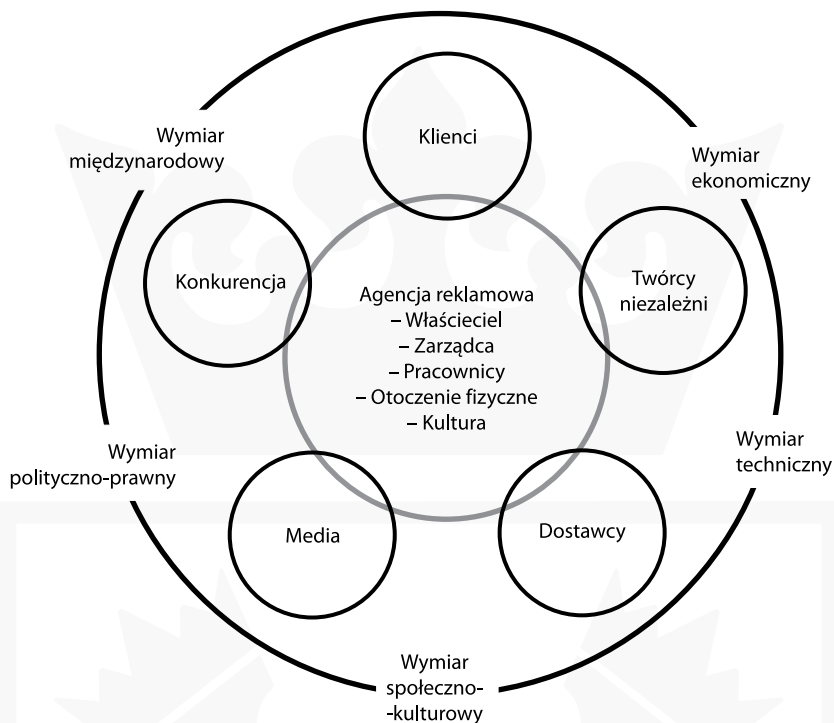 Klienci
Wymiar
międzynarodowy
Wymiar
ekonomiczny
Konkurencja
Twórcy
niezależni
Agencja reklamowa
– Właścieciel
– Zarządca
– Pracownicy
– Otoczenie fizyczne
– Kultura
Wymiar
polityczno-prawny
Wymiar
techniczny
Media
Dostawcy
Wymiar
społeczno-
-kulturowy